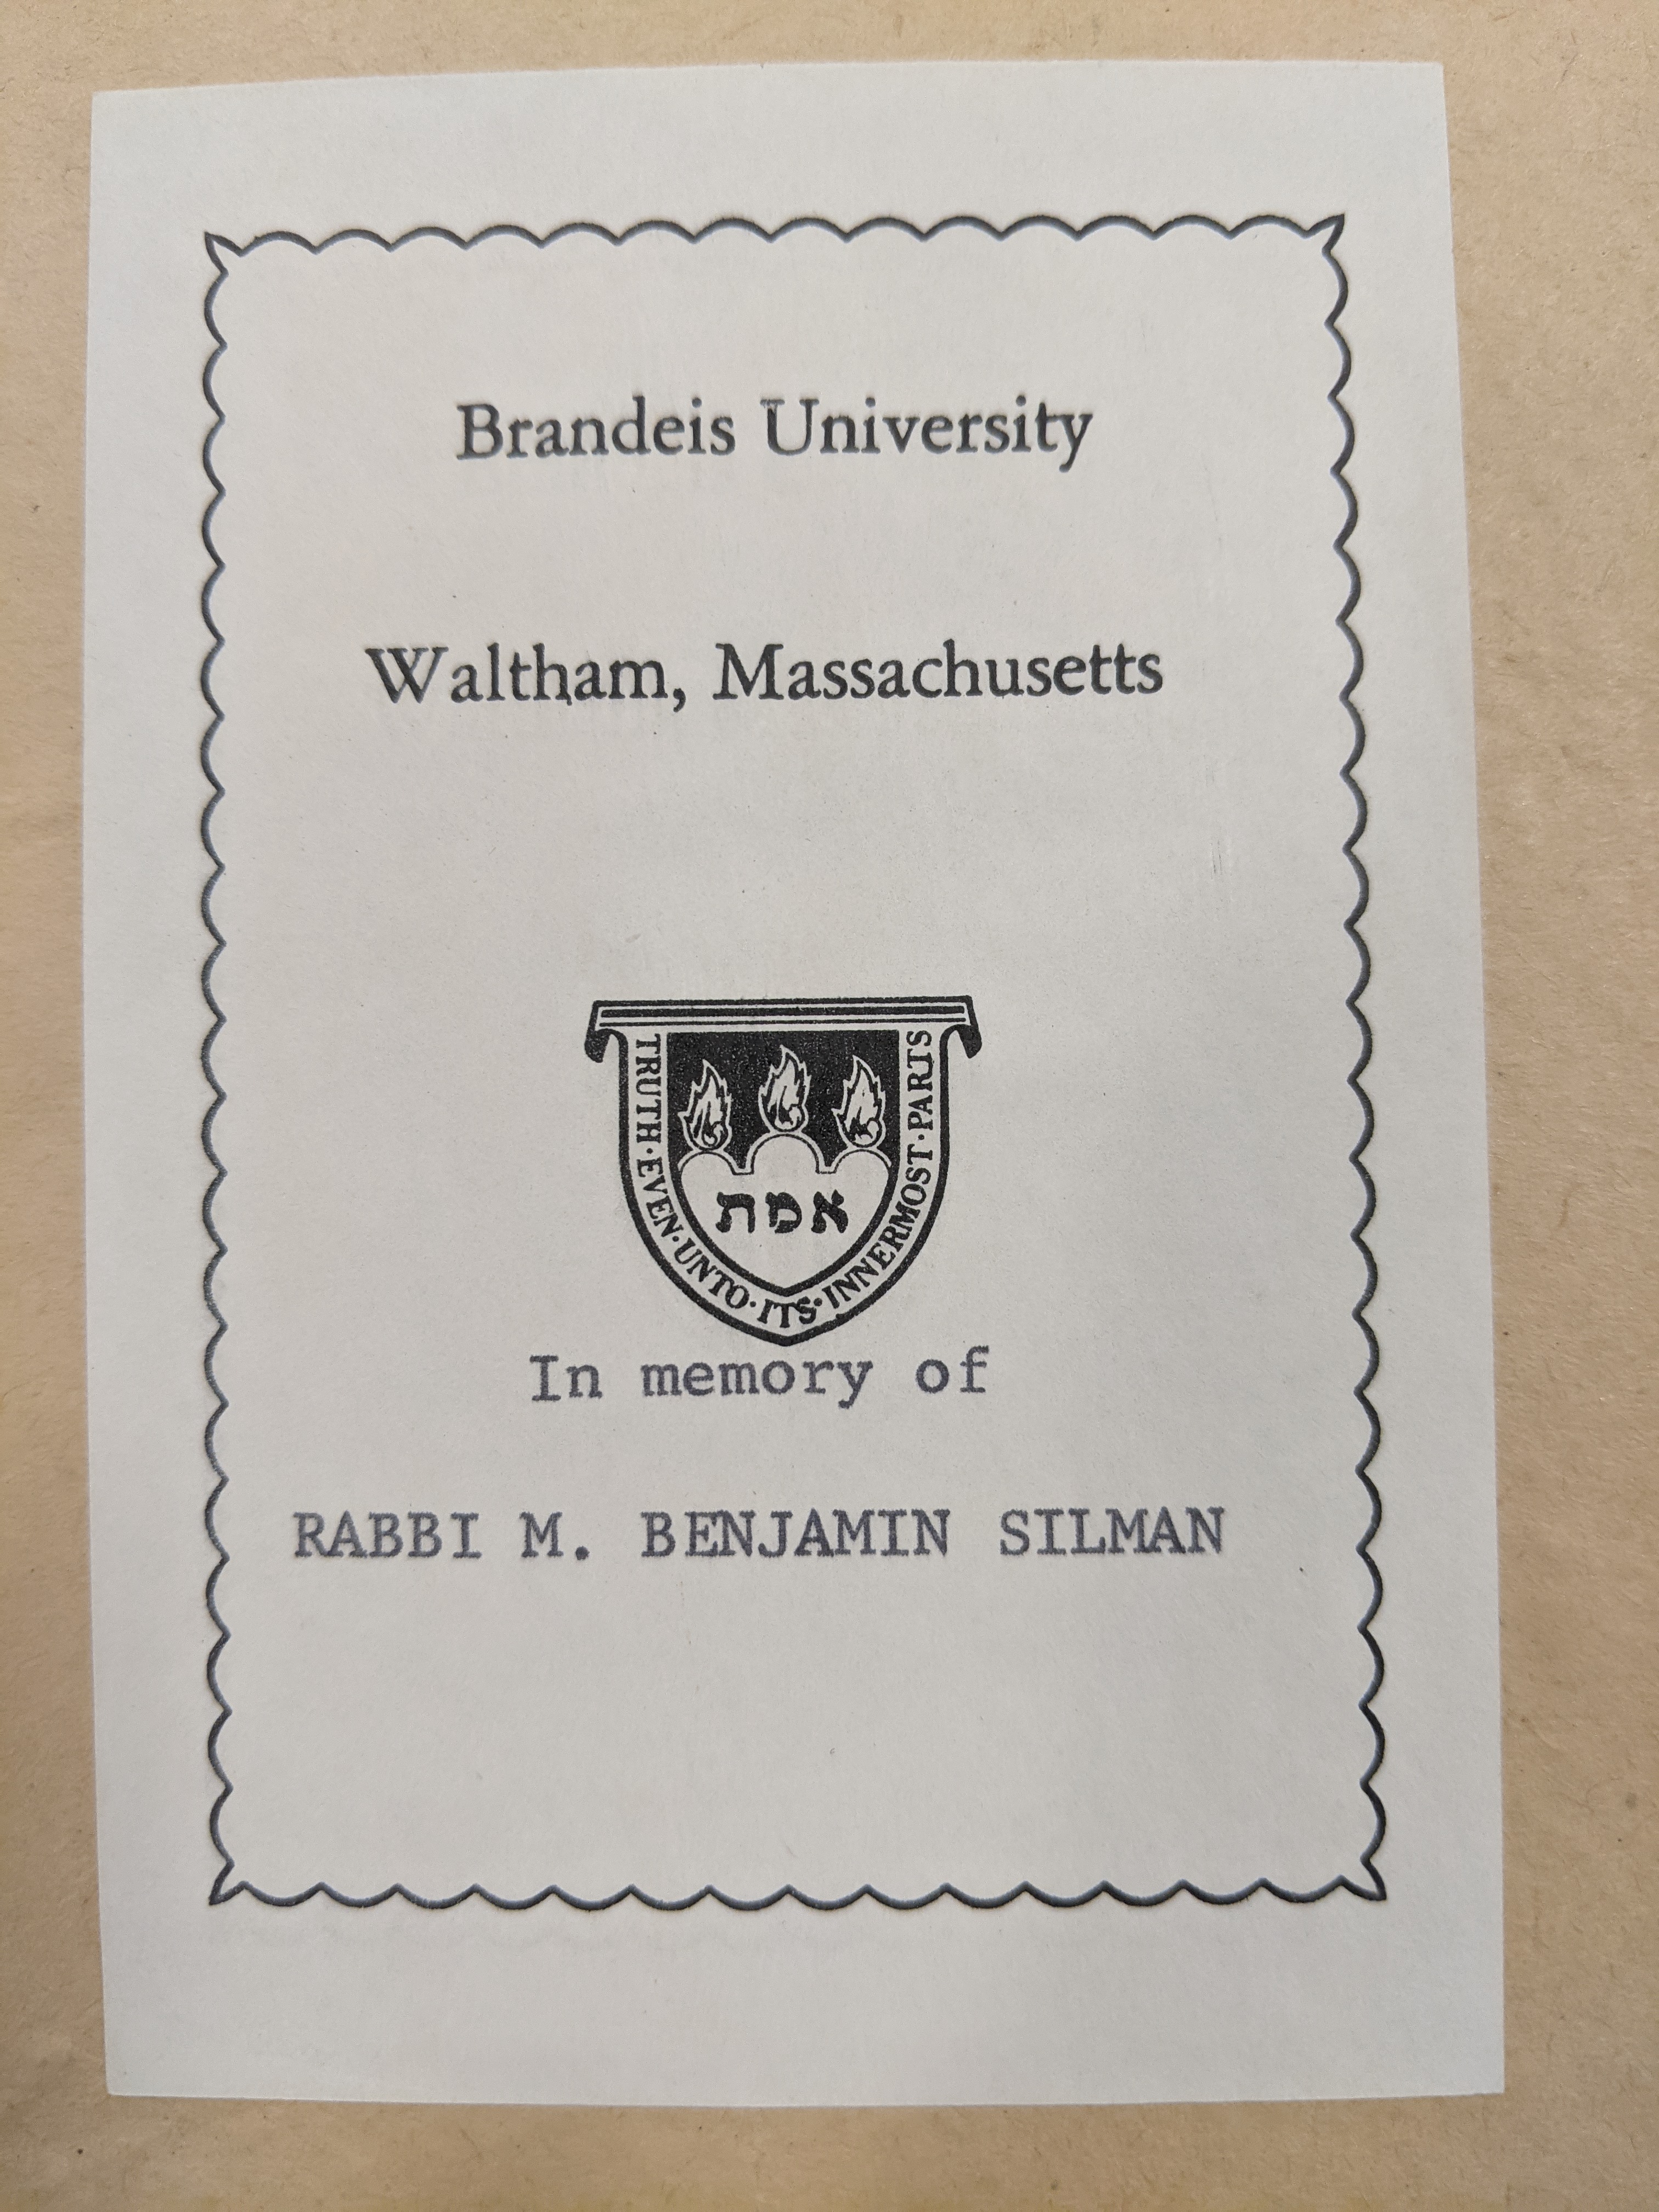 Brandeis University
Waltham, Massachusetts
TRUTH·EVEN·UNTO·ITS·INNERMOST·PARTS
אמת
In memory of
RABBI M. BENJAMIN SILMAN